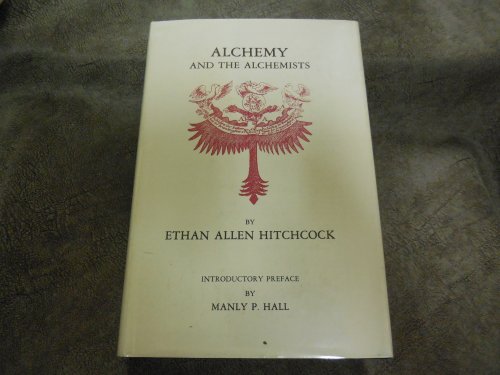 ALCHEMY
AND THE ALCHEMISTS
BY
ETHAN ALLEN HITCHCOCK
INTRODUCTORY PREFACE
BY
MANLY P. HALL